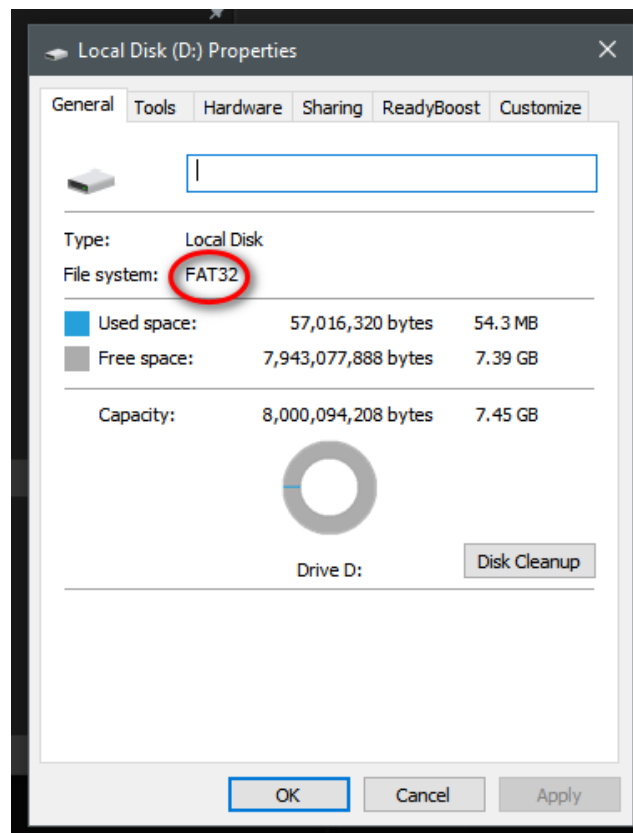 Local Disk (D:) Properties
General Tools Hardware Sharing ReadyBoost Customize
Type: Local Disk
File system: FAT32
Used space: 57,016,320 bytes 54.3 MB
Free space: 7,943,077,888 bytes 7.39 GB
Capacity: 8,000,094,208 bytes 7.45 GB
Drive D:
Disk Cleanup
OK Cancel Apply